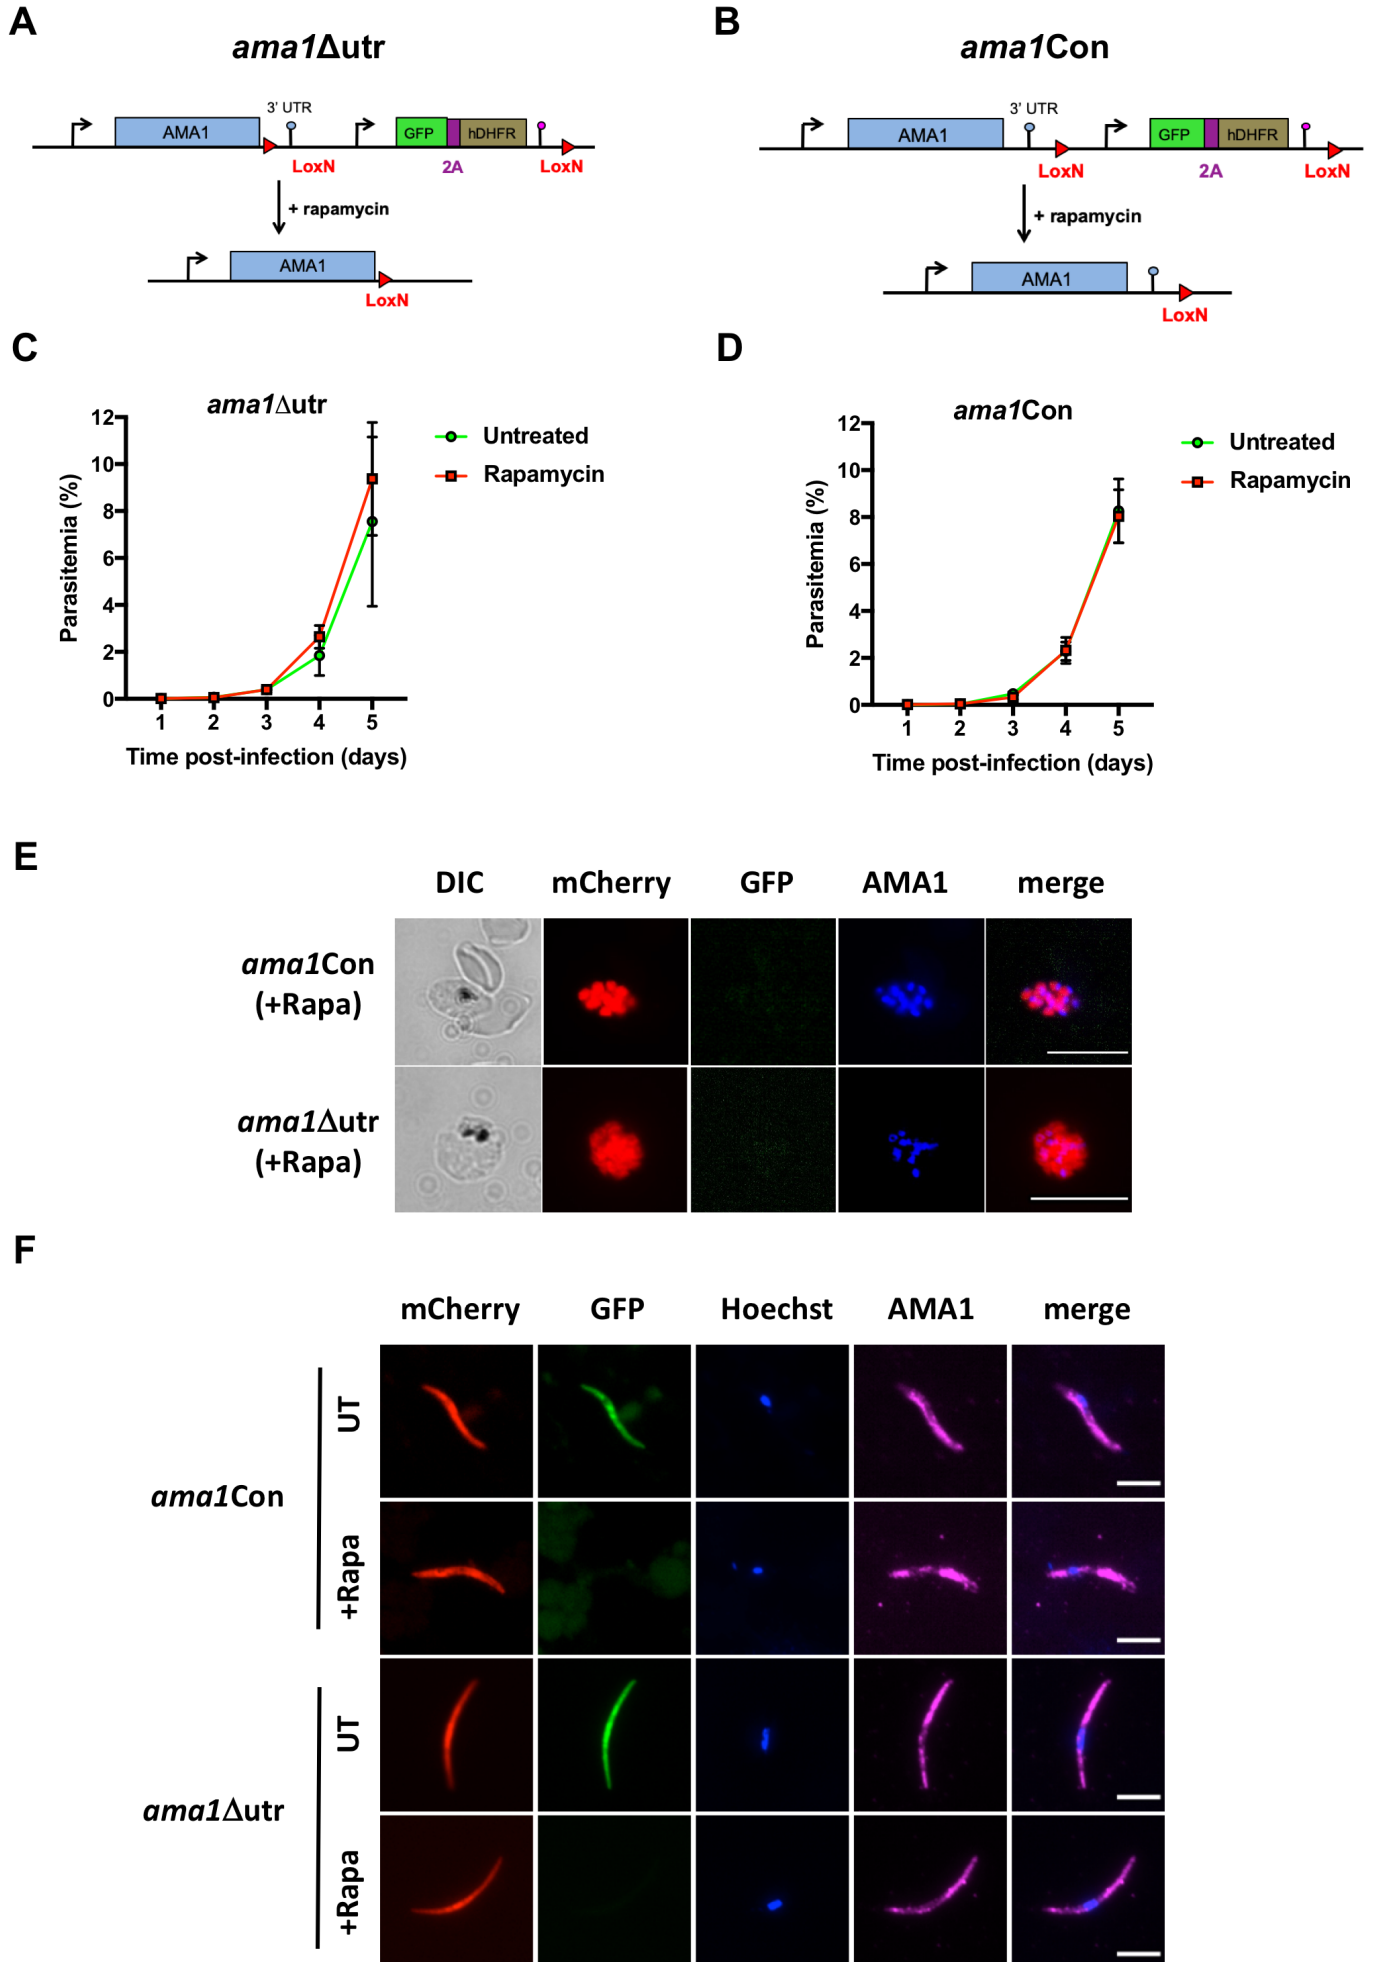 A
ama1Δutr
3' UTR
AMA1
GFP
hDHFR
LoxN
2A
LoxN
+ rapamycin
AMA1
LoxN
B
ama1Con
3' UTR
AMA1
GFP
hDHFR
LoxN
2A
LoxN
+ rapamycin
AMA1
LoxN
C
ama1Δutr
12
10
8
6
4
2
0
Parasitemia (%)
1 2 3 4 5
Time post-infection (days)
Untreated
Rapamycin
D
ama1Con
12
10
8
6
4
2
0
Parasitemia (%)
1 2 3 4 5
Time post-infection (days)
Untreated
Rapamycin
E
DIC mCherry GFP AMA1 merge
ama1Con
(+Rapa)
ama1Δutr
(+Rapa)
F
mCherry GFP Hoechst AMA1 merge
ama1Con
UT
+Rapa
ama1Δutr
UT
+Rapa